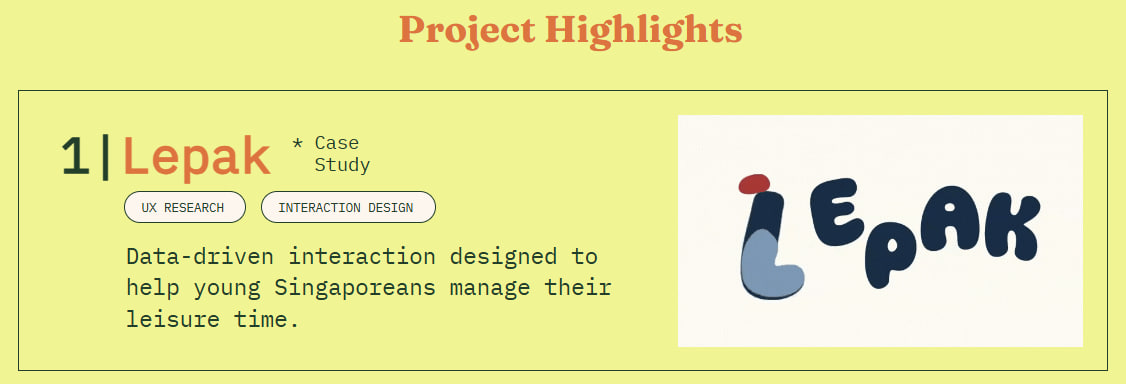 Project Highlights
1|Lepak * Case
Study
UX RESEARCH INTERACTION DESIGN
Data-driven interaction designed to
help young Singaporeans manage their
leisure time.
LEPAK